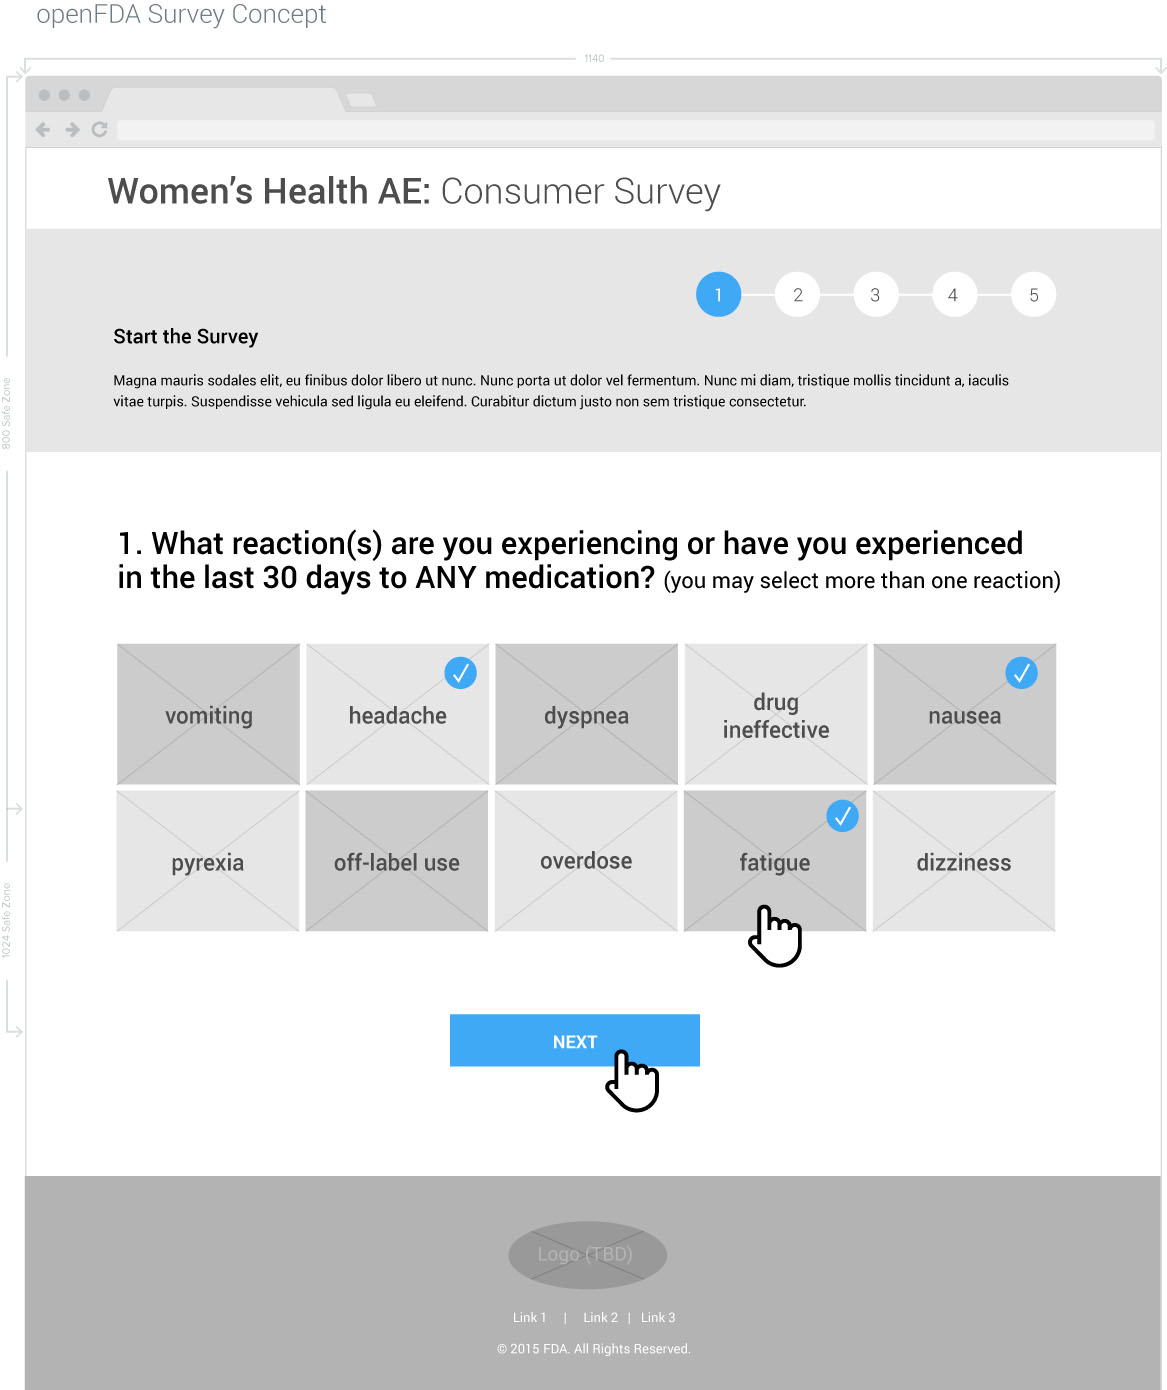 openFDA Survey Concept
1140
Women’s Health AE: Consumer Survey
1 2 3 4 5
Start the Survey
Magna mauris sodales elit, eu finibus dolor libero ut nunc. Nunc porta ut dolor vel fermentum. Nunc mi diam, tristique mollis tincidunt a, iaculis
vitae turpis. Suspendisse vehicula sed ligula eu eleifend. Curabitur dictum justo non sem tristique consectetur.
800 Safe Zone
1. What reaction(s) are you experiencing or have you experienced
in the last 30 days to ANY medication? (you may select more than one reaction)
vomiting
headache
dyspnea
drug
ineffective
nausea
pyrexia
off-label use
overdose
fatigue
dizziness
1024 Safe Zone
NEXT
Logo (TBD)
Link 1 | Link 2 | Link 3
© 2015 FDA. All Rights Reserved.